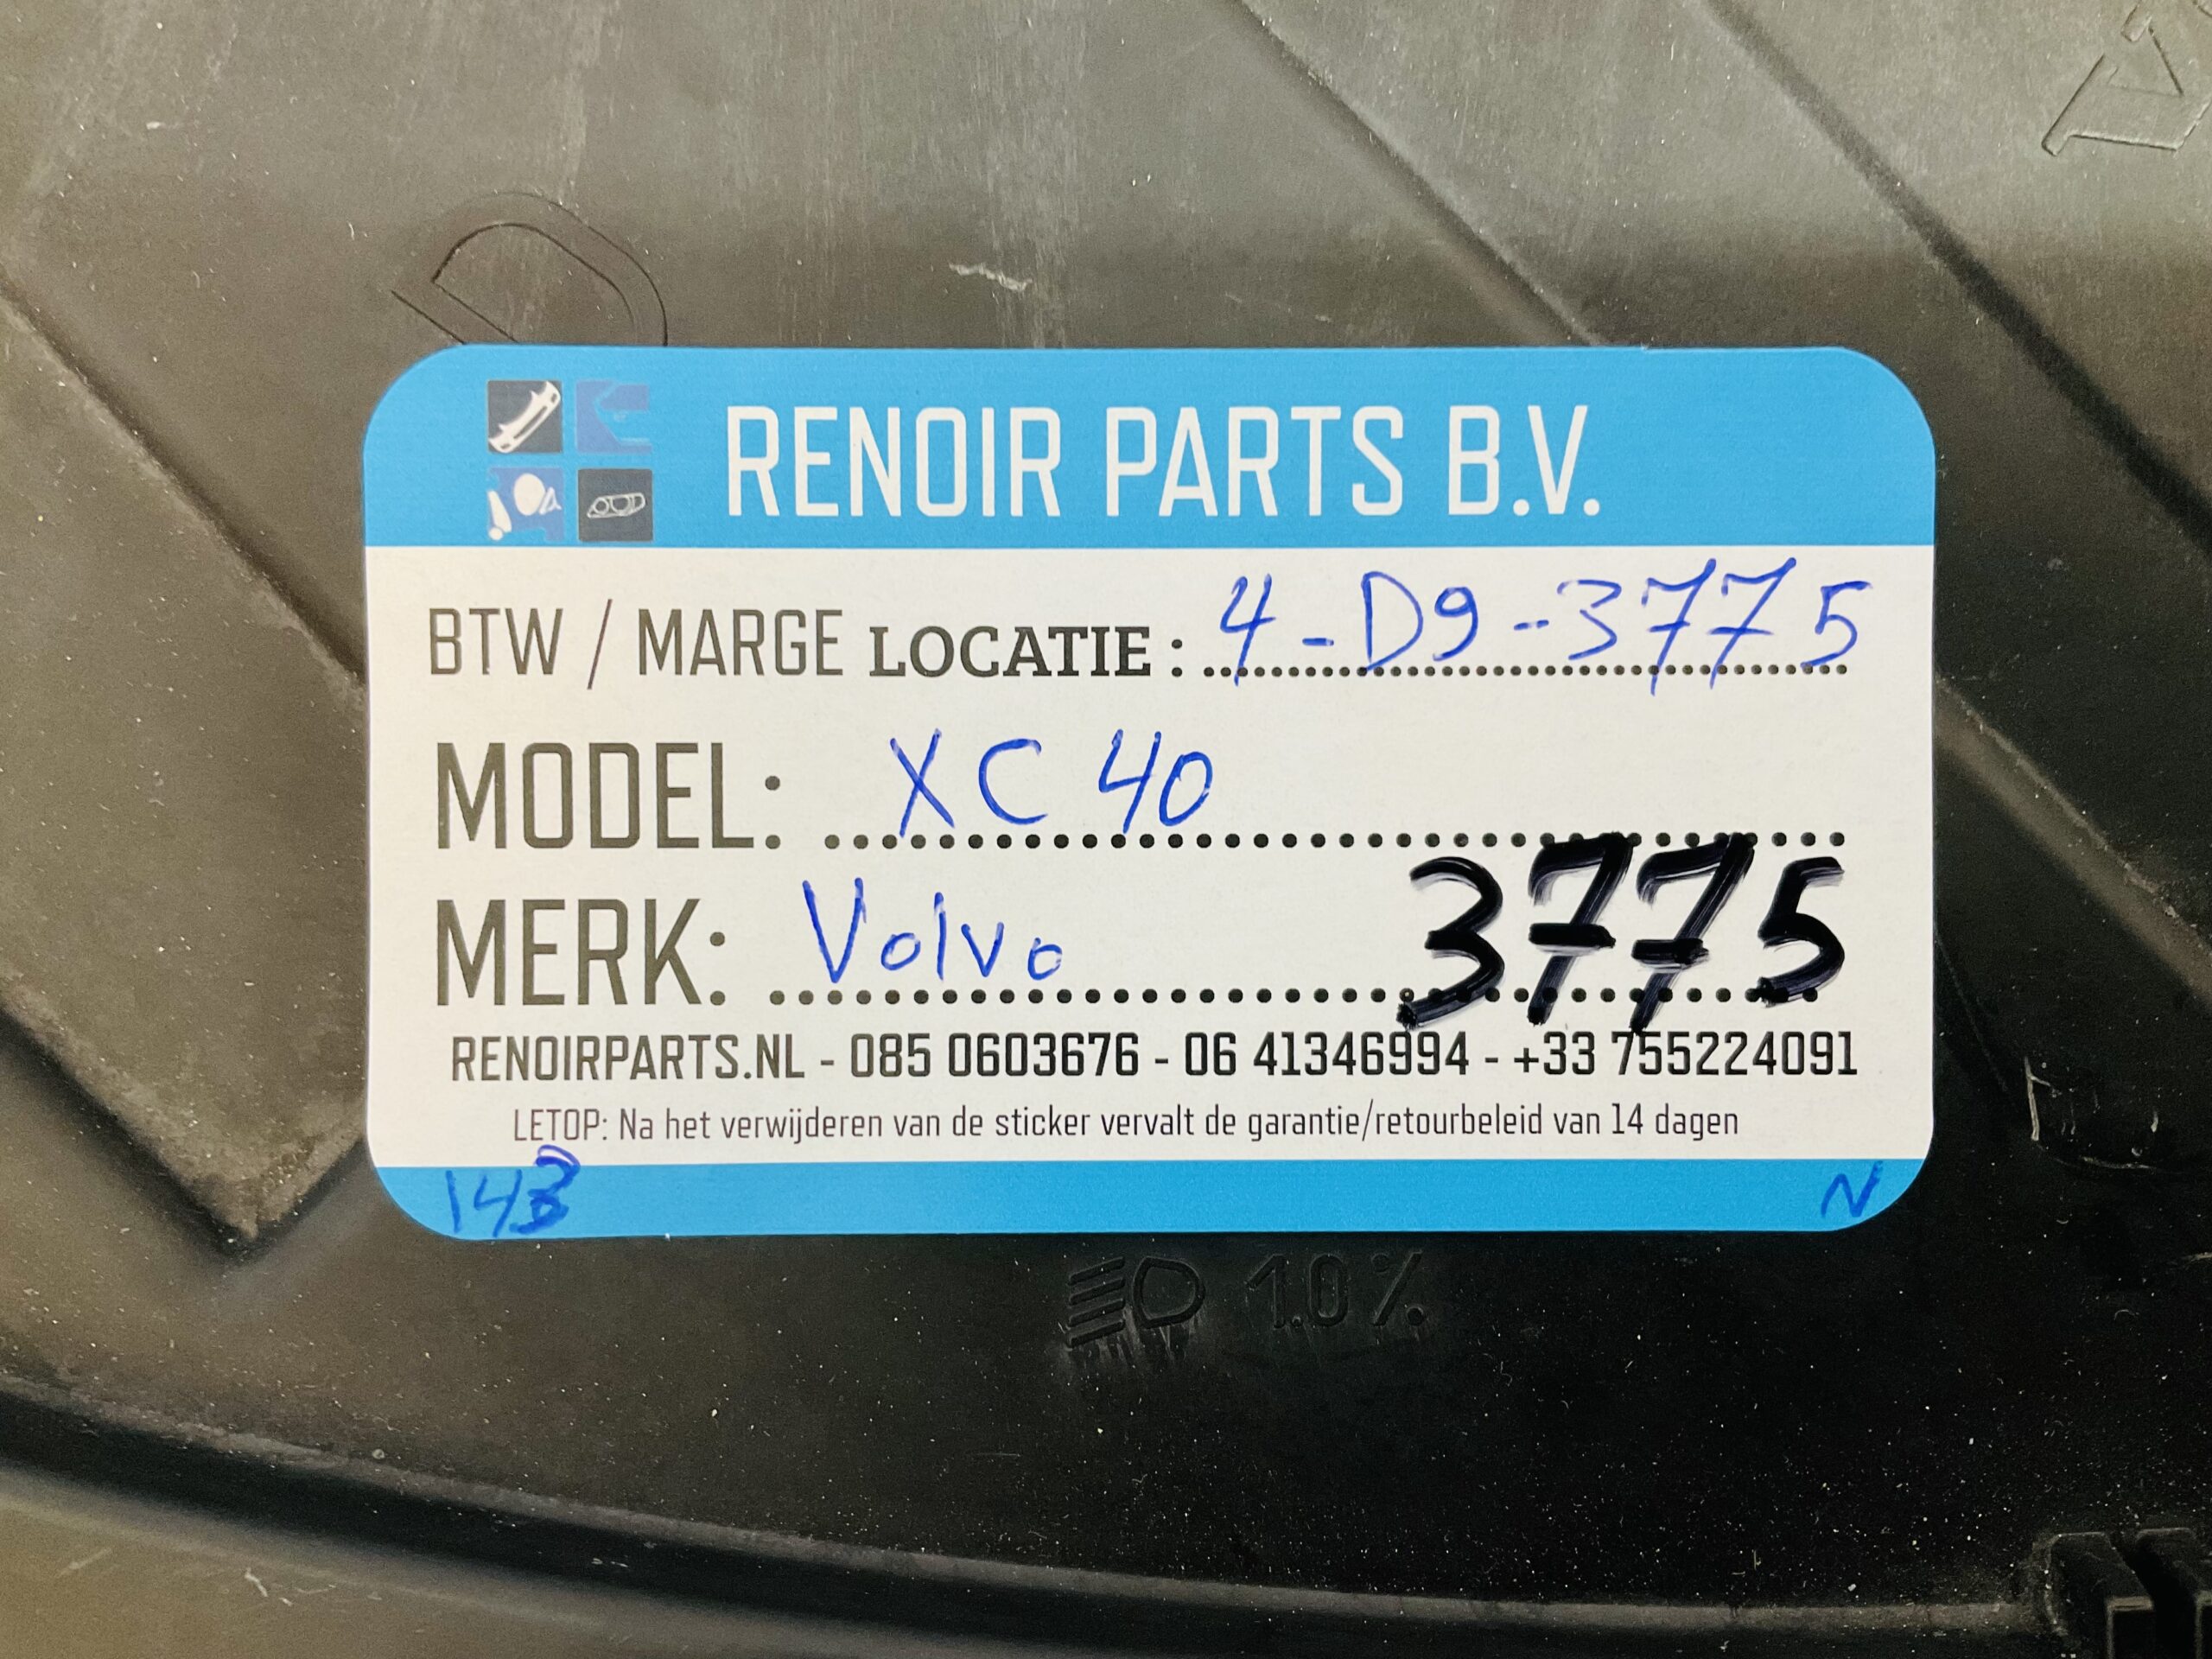 D
RENOIR PARTS B.V.
BTW / MARGE LOCATIE : 4-D9--3775
MODEL: XC 40
MERK: Volvo 3775
RENOIRPARTS.NL - 085 0603676 - 06 41346994 - +33 755224091
LETOP: Na het verwijderen van de sticker vervalt de garantie/retourbeleid van 14 dagen
N
1.0%